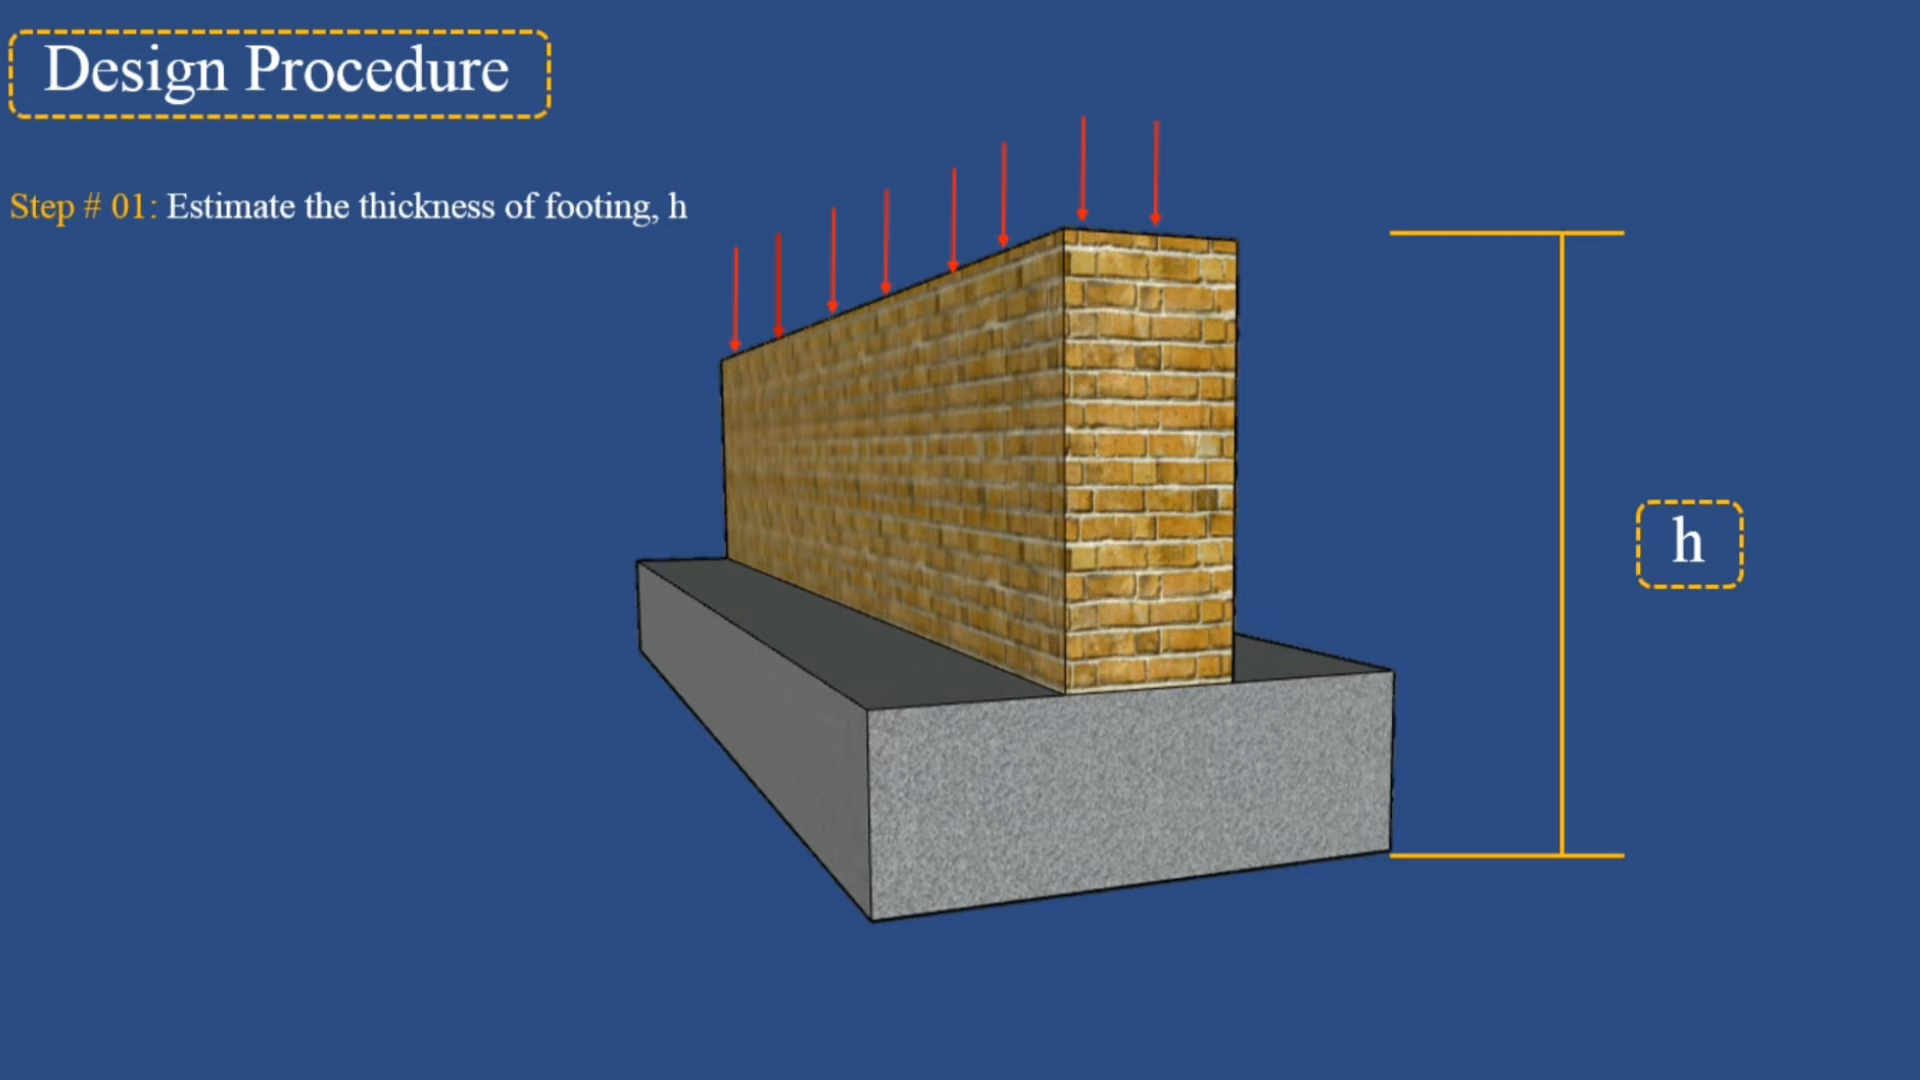 Design Procedure
Step # 01: Estimate the thickness of footing, h
h